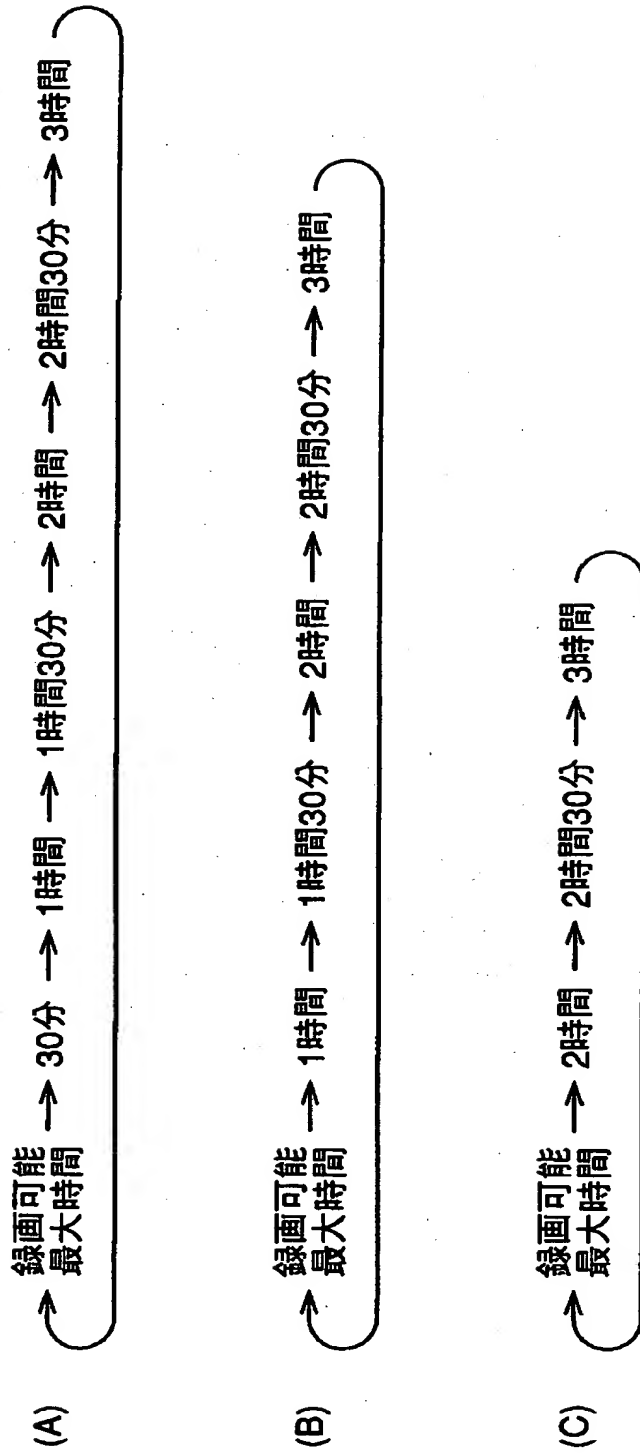 (A)
録画可能
最大時間 → 30分 → 1時間 → 1時間30分 → 2時間 → 2時間30分 → 3時間
(B)
録画可能
最大時間 → 1時間 → 1時間30分 → 2時間 → 2時間30分 → 3時間
(C)
録画可能
最大時間 → 2時間 → 2時間30分 → 3時間